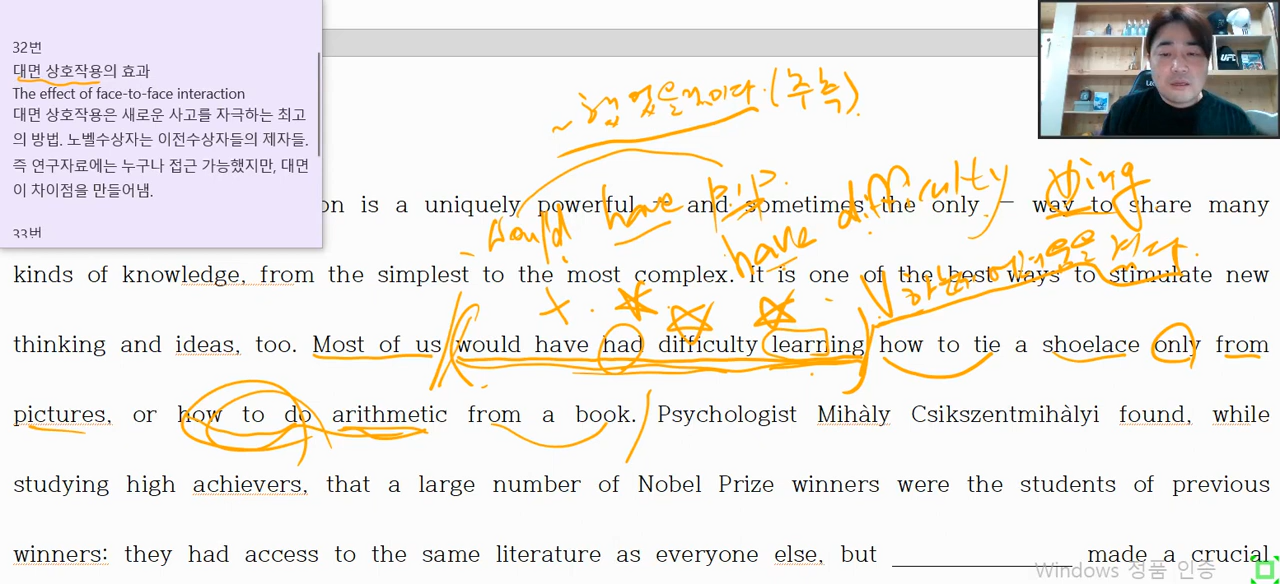 32번
대면 상호작용의 효과
The effect of face-to-face interaction
대면 상호작용은 새로운 사고를 자극하는 최고
의 방법. 노벨수상자는 이전수상자들의 제자들.
즉 연구자료에는 누구나 접근 가능했지만, 대면
이 차이점을 만들어냄.
33번
~했었을것이다.(추측)
would have p.p.
have difficulty ~ing
하는데 어려움을 겪다.
on is a uniquely powerful — and sometimes the only — way to share many
kinds of knowledge, from the simplest to the most complex. It is one of the best ways to stimulate new
thinking and ideas, too. Most of us would have had difficulty learning how to tie a shoelace only from
pictures, or how to do arithmetic from a book. Psychologist Mihàly Csikszentmihàlyi found, while
studying high achievers, that a large number of Nobel Prize winners were the students of previous
winners: they had access to the same literature as everyone else, but ______________ made a crucial
Windows 정품 인증
UFC